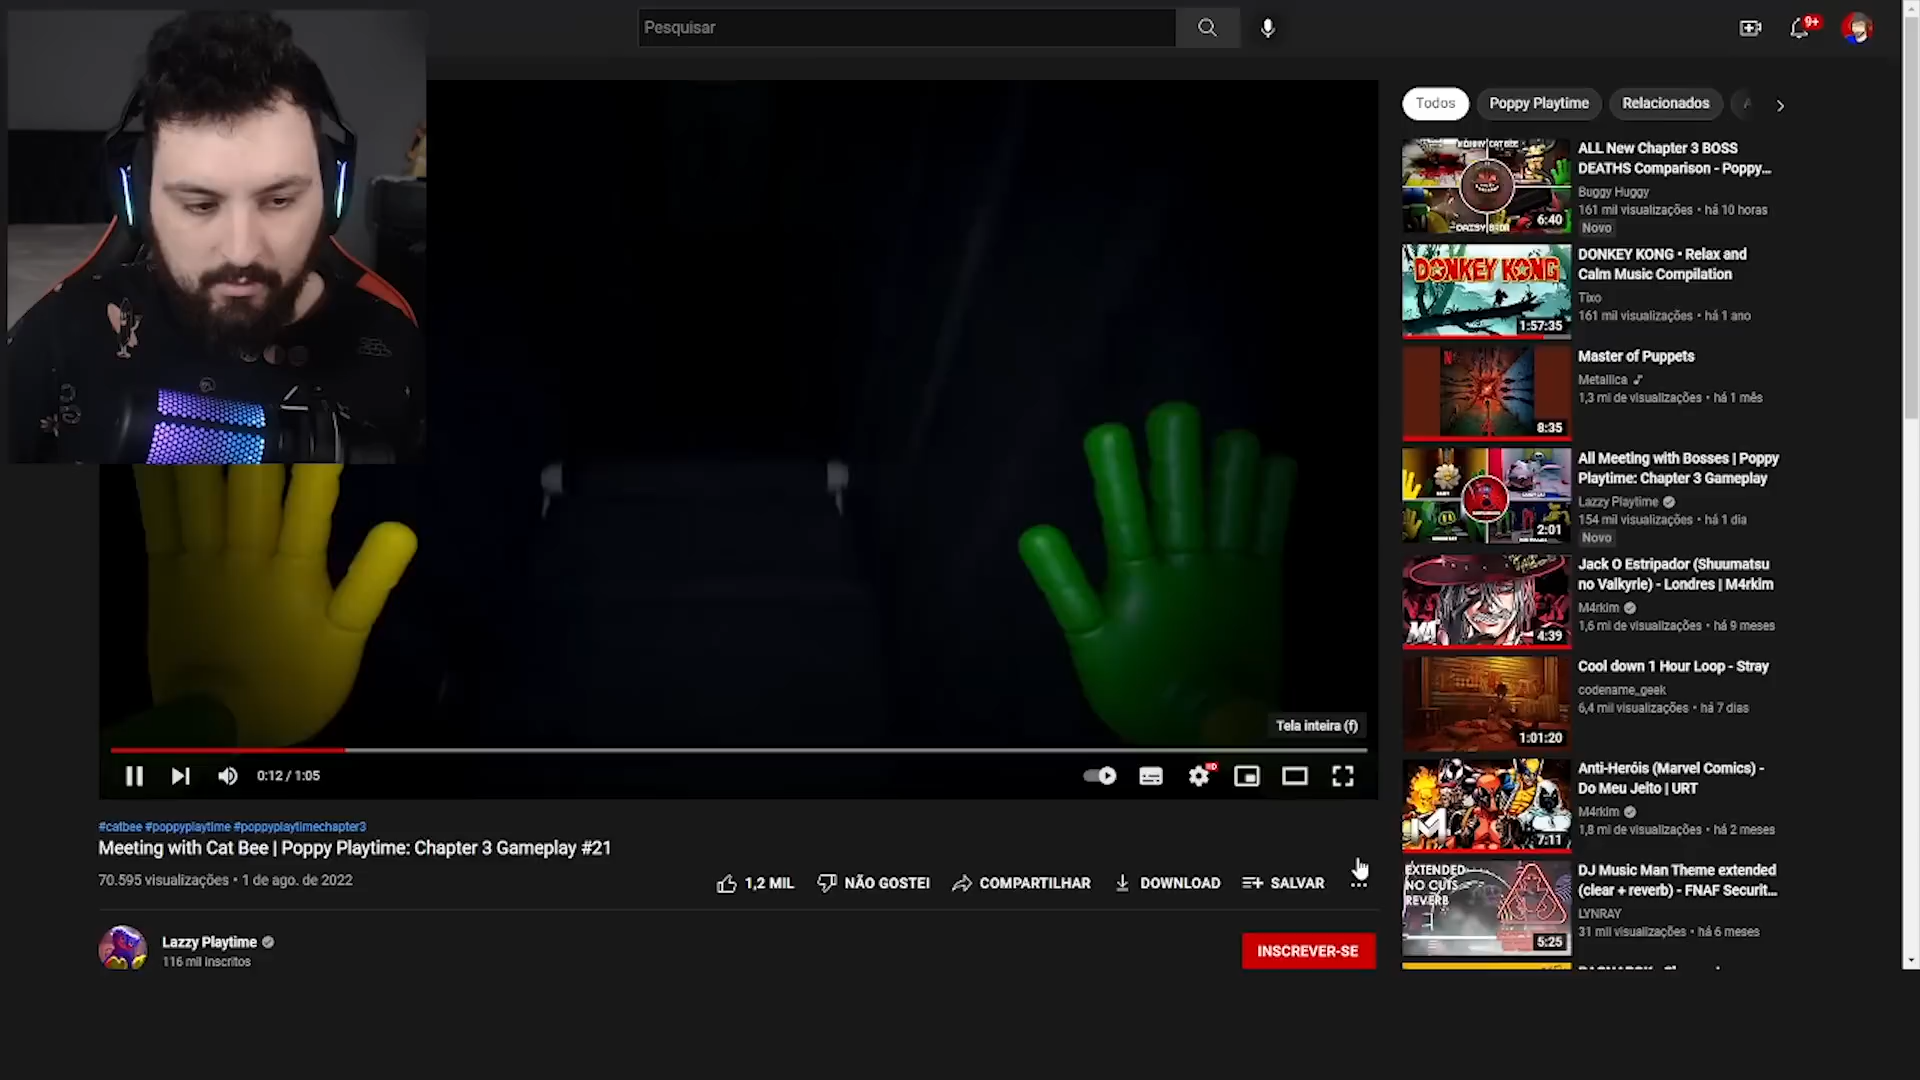 Pesquisar
9+
Todos
Poppy Playtime
Relacionados
ALL New Chapter 3 BOSS
DEATHS Comparison - Poppy...
Buggy Huggy
161 mil visualizações • há 10 horas
Novo
6:40
DONKEY KONG
DONKEY KONG • Relax and
Calm Music Compilation
Tixo
161 mil visualizações • há 1 ano
1:57:35
Master of Puppets
Metallica
1,3 mi de visualizações • há 1 mês
8:35
All Meeting with Bosses | Poppy
Playtime: Chapter 3 Gameplay
Lazzy Playtime
154 mil visualizações • há 1 dia
Novo
2:01
Jack O Estripador (Shuumatsu
no Valkyrie) - Londres | M4rkim
M4rkim
1,6 mi de visualizações • há 9 meses
4:39
Cool down 1 Hour Loop - Stray
codename_geek
6,4 mil visualizações • há 7 dias
1:01:20
Anti-Heróis (Marvel Comics) -
Do Meu Jeito | URT
M4rkim
1,8 mi de visualizações • há 2 meses
7:11
EXTENDED
NO CUTS
REVERB
DJ Music Man Theme extended
(clear + reverb) - FNAF Securit...
LYNRAY
31 mil visualizações • há 6 meses
5:25
Tela inteira (f)
0:12 / 1:05
HD
#catbee #poppyplaytime #poppyplaytimechapter3
Meeting with Cat Bee | Poppy Playtime: Chapter 3 Gameplay #21
70.595 visualizações • 1 de ago. de 2022
1,2 MIL
NÃO GOSTEI
COMPARTILHAR
DOWNLOAD
SALVAR
Lazzy Playtime
116 mil inscritos
INSCREVER-SE